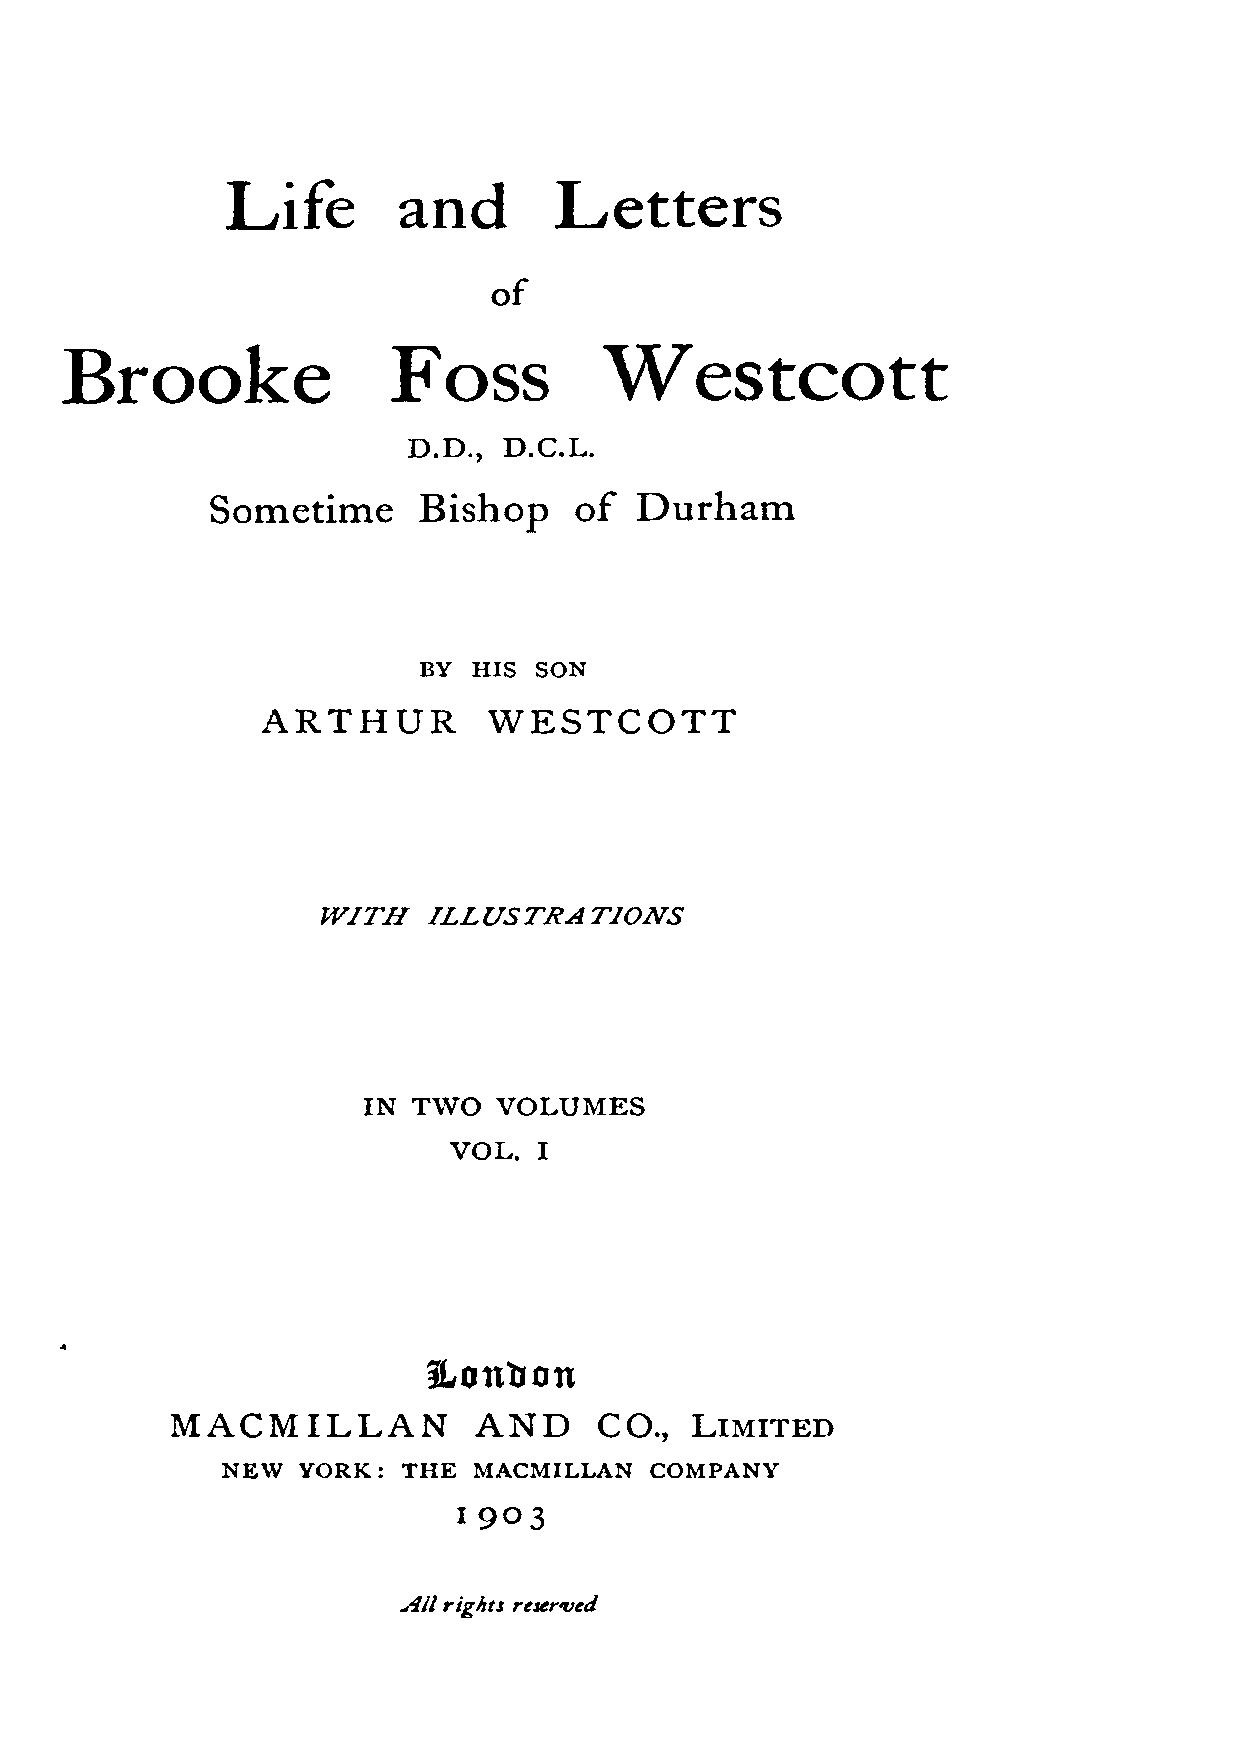 Life and Letters
of
Brooke Foss Westcott
D.D., D.C.L.
Sometime Bishop of Durham
BY HIS SON
ARTHUR WESTCOTT
WITH ILLUSTRATIONS
IN TWO VOLUMES
VOL. I
London
MACMILLAN AND CO., LIMITED
NEW YORK: THE MACMILLAN COMPANY
1903
All rights reserved